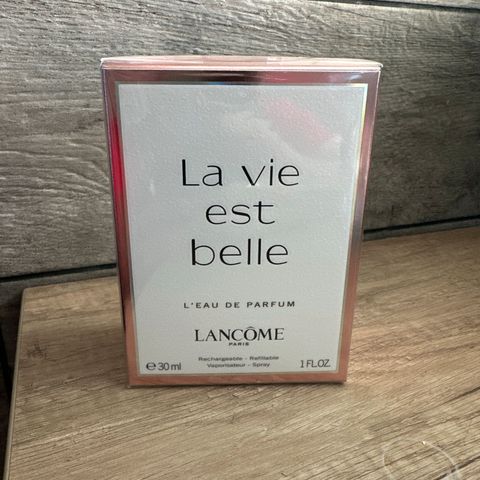 La vie
est
belle
L'EAU DE PARFUM
LANCÔME
PARIS
Rechargeable - Refillable
Vaporisateur - Spray
℮ 30 ml 1 FL.OZ.